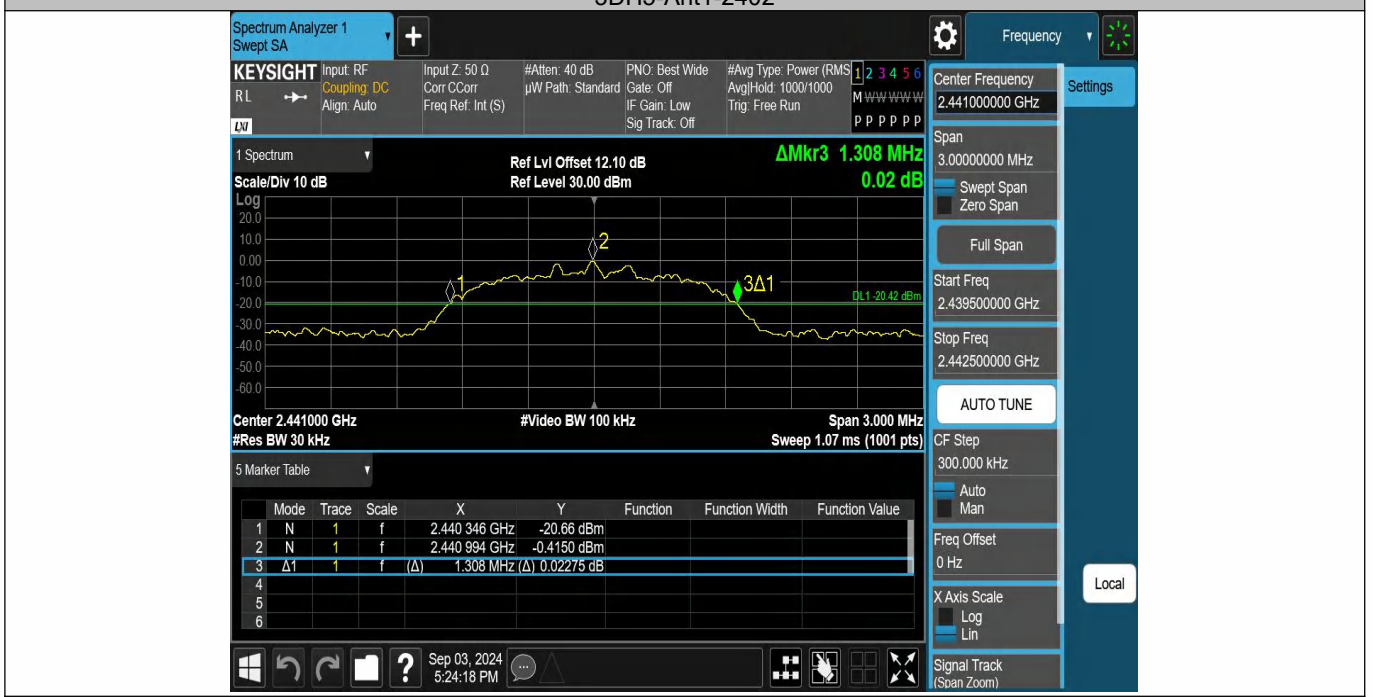 3DH5-Ant1-2402
Spectrum Analyzer 1
Swept SA
Frequency
KEYSIGHT
RL
LXI
Input: RF
Coupling: DC
Align: Auto
Input Z: 50 Ω
Corr CCorr
Freq Ref: Int (S)
#Atten: 40 dB
µW Path: Standard
PNO: Best Wide
Gate: Off
IF Gain: Low
Sig Track: Off
#Avg Type: Power (RMS
Avg|Hold: 1000/1000
Trig: Free Run
1 2 3 4 5 6
M W W W W W
P P P P P P
1 Spectrum
Scale/Div 10 dB
Ref Lvl Offset 12.10 dB
Ref Level 30.00 dBm
ΔMkr3 1.308 MHz
0.02 dB
Log
20.0
10.0
0.00
-10.0
-20.0
-30.0
-40.0
-50.0
-60.0
1
2
3Δ1
DL1 -20.42 dBm
Center 2.441000 GHz
#Video BW 100 kHz
Span 3.000 MHz
#Res BW 30 kHz
Sweep 1.07 ms (1001 pts)
5 Marker Table
Mode Trace Scale X Y Function Function Width Function Value
1 N 1 f 2.440 346 GHz -20.66 dBm
2 N 1 f 2.440 994 GHz -0.4150 dBm
3 Δ1 1 f (Δ) 1.308 MHz (Δ) 0.02275 dB
4
5
6
Sep 03, 2024
5:24:18 PM
Center Frequency
2.441000000 GHz
Settings
Span
3.00000000 MHz
Swept Span
Zero Span
Full Span
Start Freq
2.439500000 GHz
Stop Freq
2.442500000 GHz
AUTO TUNE
CF Step
300.000 kHz
Auto
Man
Freq Offset
0 Hz
X Axis Scale
Log
Lin
Local
Signal Track
(Span Zoom)